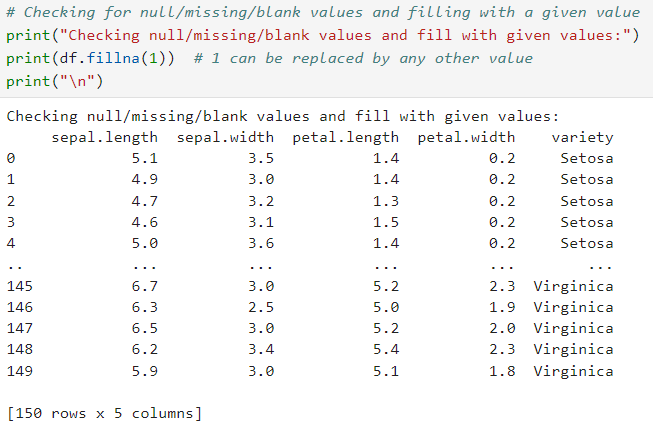 # Checking for null/missing/blank values and filling with a given value
print("Checking null/missing/blank values and fill with given values:")
print(df.fillna(1))  # 1 can be replaced by any other value
print("\n")
Checking null/missing/blank values and fill with given values:
     sepal.length  sepal.width  petal.length  petal.width    variety
0             5.1          3.5           1.4          0.2     Setosa
1             4.9          3.0           1.4          0.2     Setosa
2             4.7          3.2           1.3          0.2     Setosa
3             4.6          3.1           1.5          0.2     Setosa
4             5.0          3.6           1.4          0.2     Setosa
..            ...          ...           ...          ...        ...
145           6.7          3.0           5.2          2.3  Virginica
146           6.3          2.5           5.0          1.9  Virginica
147           6.5          3.0           5.2          2.0  Virginica
148           6.2          3.4           5.4          2.3  Virginica
149           5.9          3.0           5.1          1.8  Virginica
[150 rows x 5 columns]